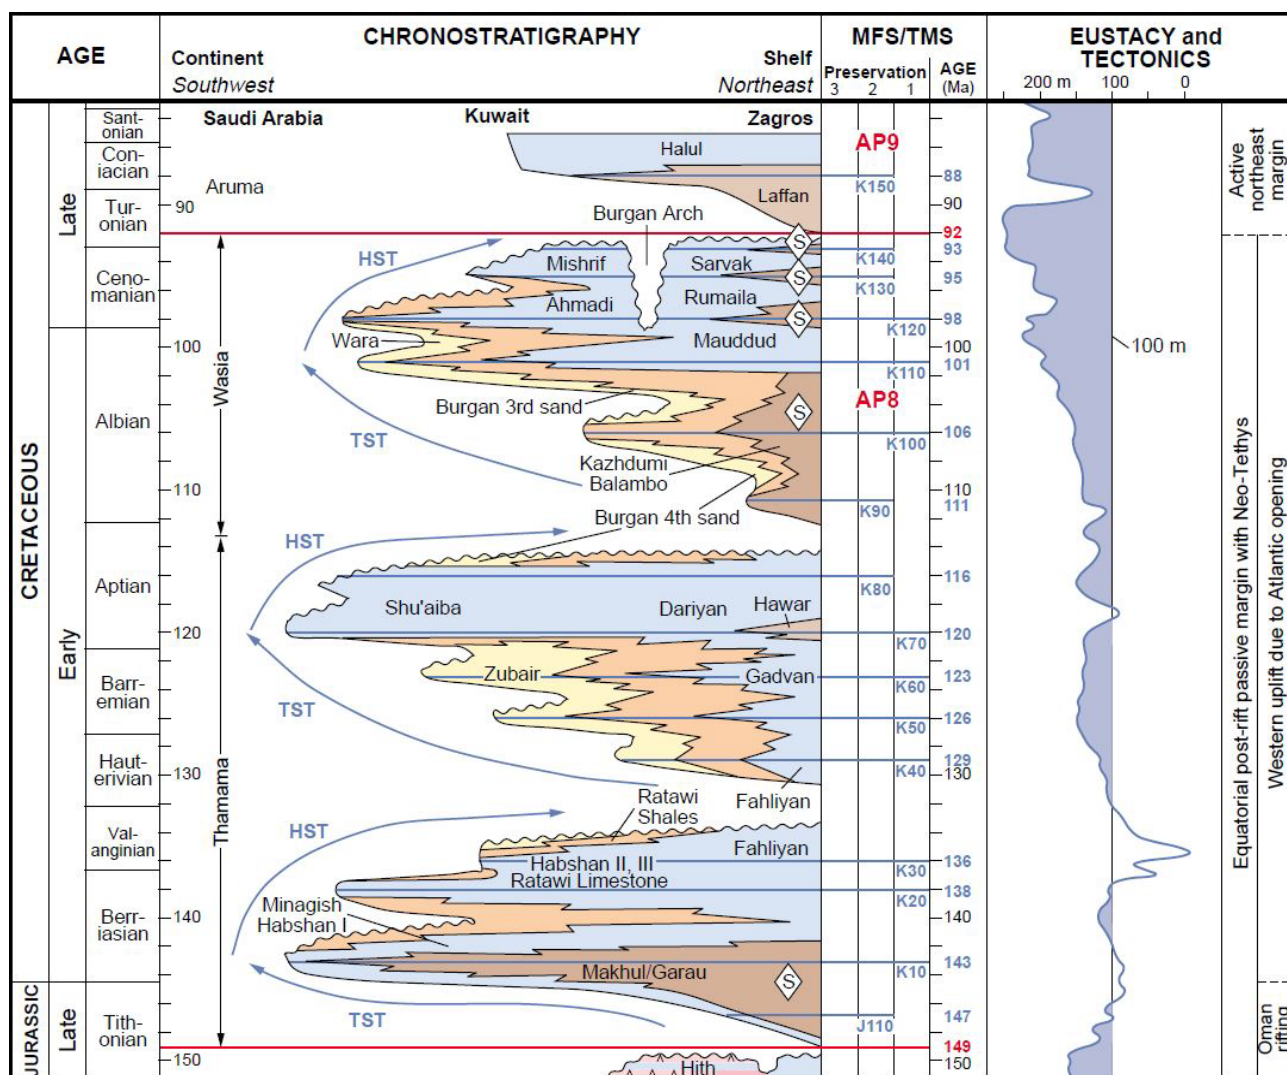 AGE
CHRONOSTRATIGRAPHY
Continent
Southwest
Shelf
Northeast
MFS/TMS
Preservation
3 2 1
AGE
(Ma)
EUSTACY and
TECTONICS
200 m 100 0
CRETACEOUS
JURASSIC
Late
Early
Late
Sant-
onian
Con-
iacian
Tur-
onian
Ceno-
manian
Albian
Aptian
Barr-
emian
Haut-
erivian
Val-
anginian
Berr-
iasian
Tith-
onian
90
100
110
120
130
140
150
Saudi Arabia
Kuwait
Zagros
Aruma
Wasia
Thamama
Halul
Laffan
Burgan Arch
HST
Mishrif
Sarvak
Ahmadi
Rumaila
Wara
Mauddud
Burgan 3rd sand
TST
Kazhdumi
Balambo
Burgan 4th sand
S
S
S
S
HST
Shu'aiba
Dariyan
Hawar
Zubair
Gadvan
TST
Ratawi
Shales
Fahliyan
HST
Fahliyan
Habshan II, III
Ratawi Limestone
Minagish
Habshan I
Makhul/Garau
S
TST
Hith
AP9
K150
K140
K130
K120
K110
AP8
K100
K90
K80
K70
K60
K50
K40
K30
K20
K10
J110
88
90
92
93
95
98
100
101
106
110
111
116
120
123
126
129
130
136
138
140
143
147
149
150
100 m
Active
northeast
margin
Equatorial post-rift passive margin with Neo-Tethys
Western uplift due to Atlantic opening
Oman
rifting